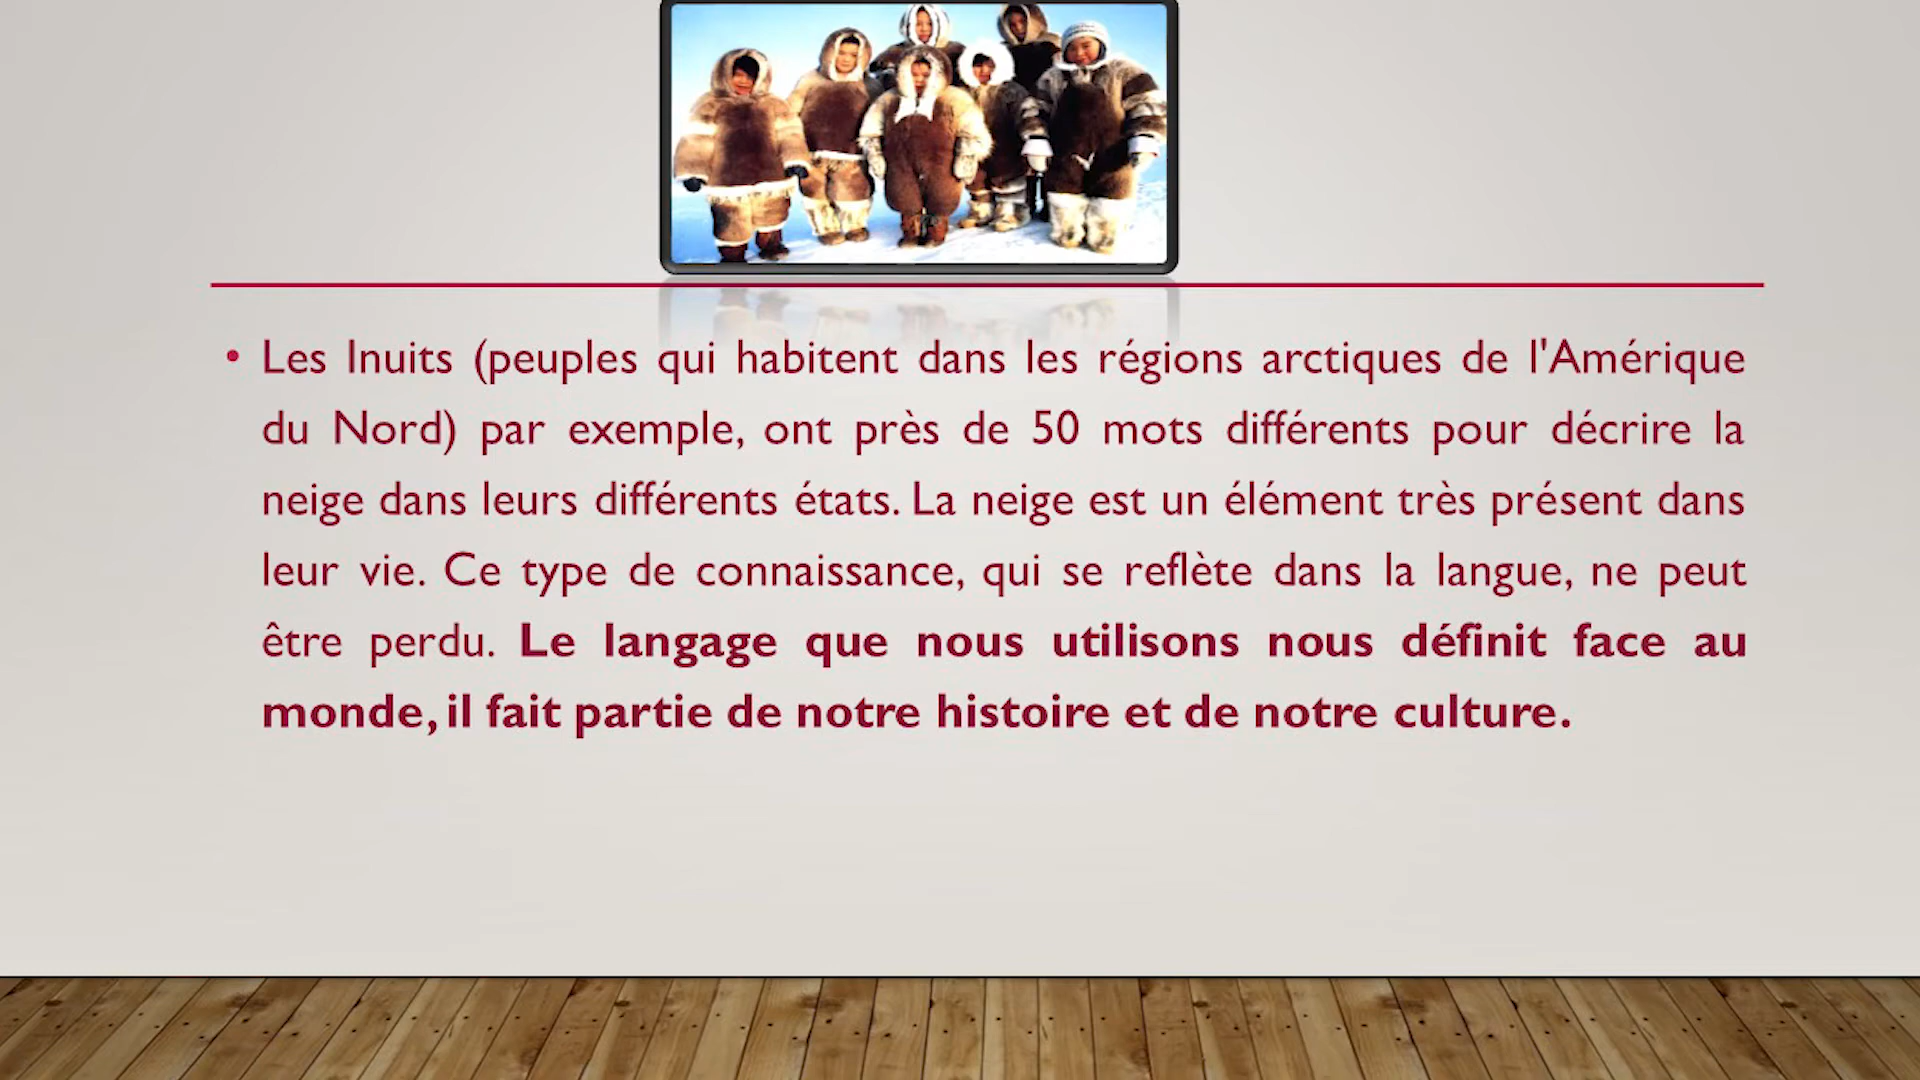 • Les Inuits (peuples qui habitent dans les régions arctiques de l'Amérique
du Nord) par exemple, ont près de 50 mots différents pour décrire la
neige dans leurs différents états. La neige est un élément très présent dans
leur vie. Ce type de connaissance, qui se reflète dans la langue, ne peut
être perdu. Le langage que nous utilisons nous définit face au
monde, il fait partie de notre histoire et de notre culture.